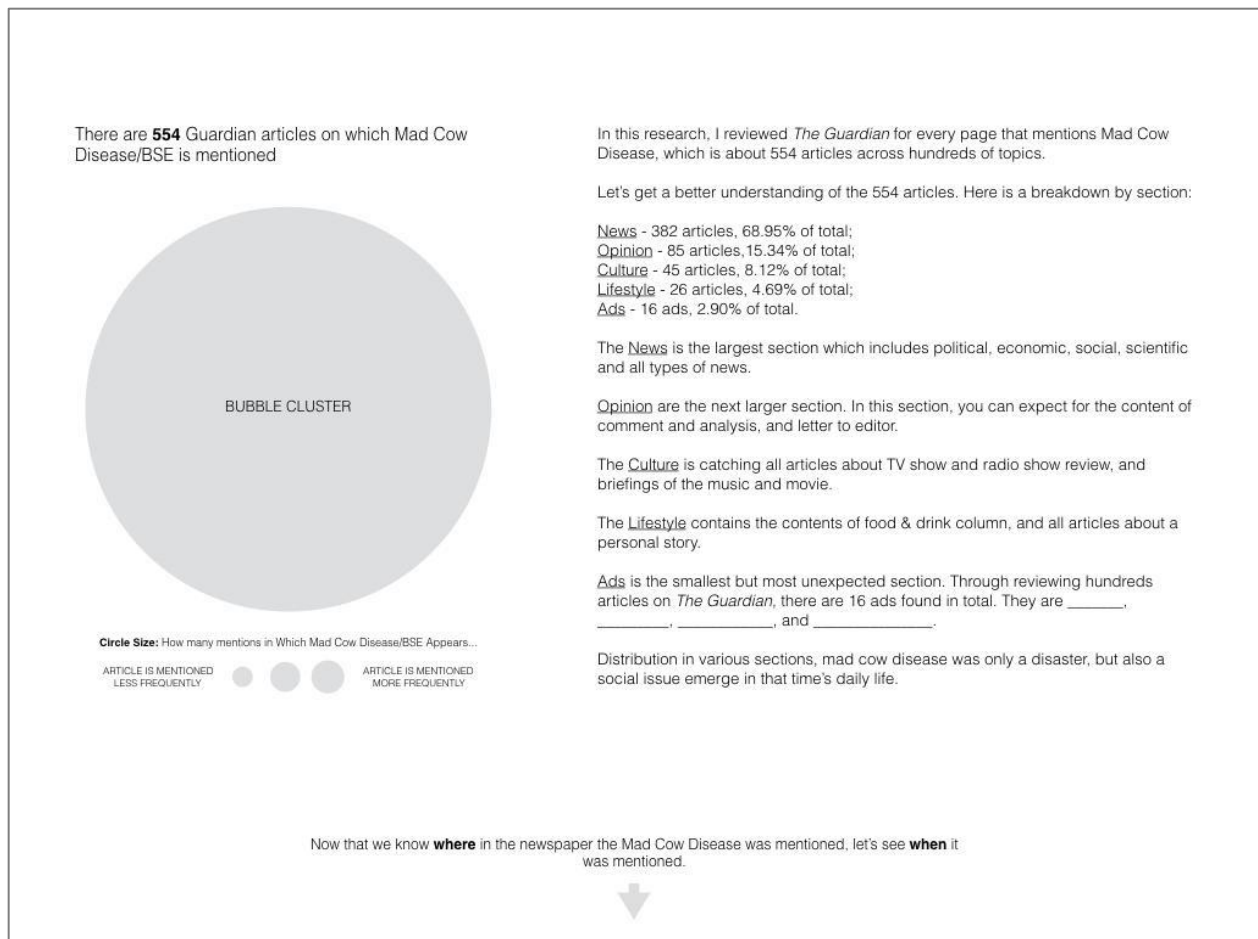 There are 554 Guardian articles on which Mad Cow
Disease/BSE is mentioned
BUBBLE CLUSTER
Circle Size: How many mentions in Which Mad Cow Disease/BSE Appears...
ARTICLE IS MENTIONED
LESS FREQUENTLY
ARTICLE IS MENTIONED
MORE FREQUENTLY
In this research, I reviewed The Guardian for every page that mentions Mad Cow
Disease, which is about 554 articles across hundreds of topics.
Let's get a better understanding of the 554 articles. Here is a breakdown by section:
News - 382 articles, 68.95% of total;
Opinion - 85 articles,15.34% of total;
Culture - 45 articles, 8.12% of total;
Lifestyle - 26 articles, 4.69% of total;
Ads - 16 ads, 2.90% of total.
The News is the largest section which includes political, economic, social, scientific
and all types of news.
Opinion are the next larger section. In this section, you can expect for the content of
comment and analysis, and letter to editor.
The Culture is catching all articles about TV show and radio show review, and
briefings of the music and movie.
The Lifestyle contains the contents of food & drink column, and all articles about a
personal story.
Ads is the smallest but most unexpected section. Through reviewing hundreds
articles on The Guardian, there are 16 ads found in total. They are _______,
_________, ____________, and _______________.
Distribution in various sections, mad cow disease was only a disaster, but also a
social issue emerge in that time's daily life.
Now that we know where in the newspaper the Mad Cow Disease was mentioned, let's see when it
was mentioned.